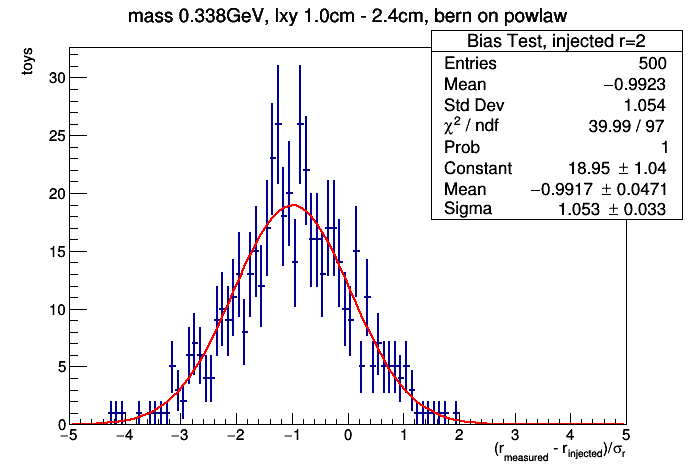 mass 0.338GeV, lxy 1.0cm - 2.4cm, bern on powlaw
Bias Test, injected r=2
Entries 500
Mean −0.9923
Std Dev 1.054
χ² / ndf 39.99 / 97
Prob 1
Constant 18.95 ± 1.04
Mean −0.9917 ± 0.0471
Sigma 1.053 ± 0.033
toys
30
25
20
15
10
5
0
−5 −4 −3 −2 −1 0 1 2 3 4 5
(r_measured - r_injected)/σ_r